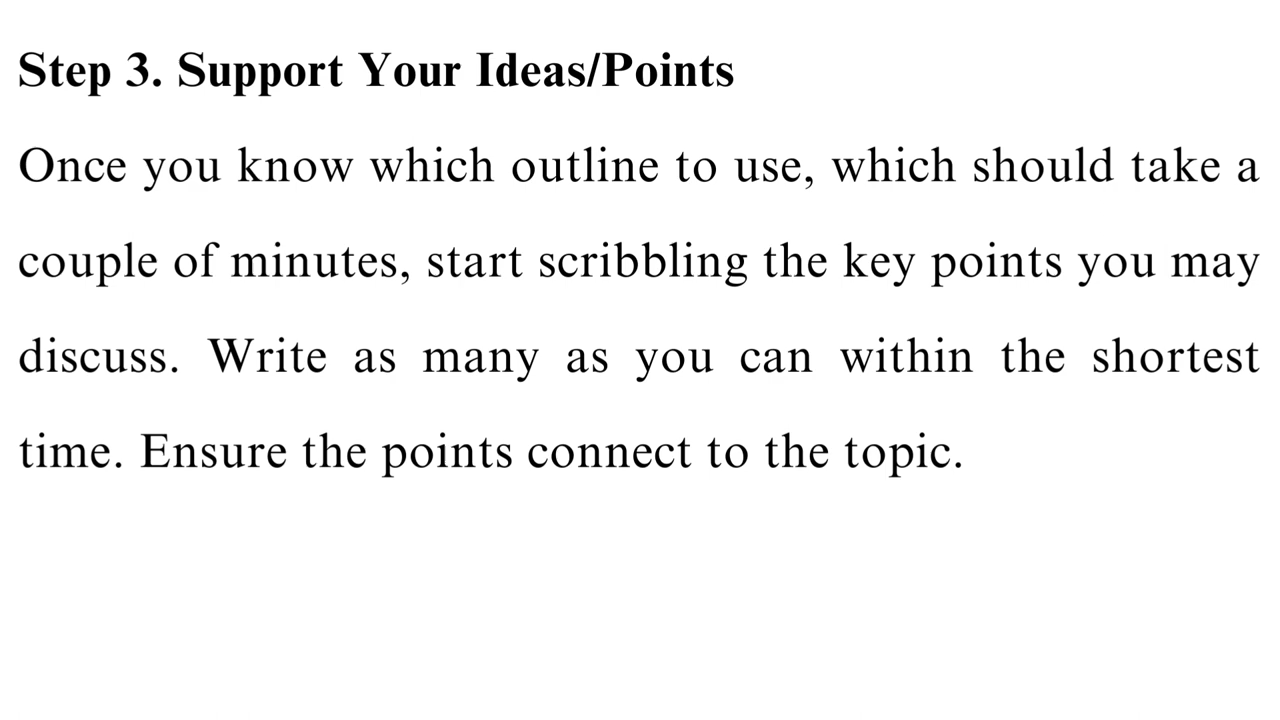 Step 3. Support Your Ideas/Points
Once you know which outline to use, which should take a
couple of minutes, start scribbling the key points you may
discuss. Write as many as you can within the shortest
time. Ensure the points connect to the topic.